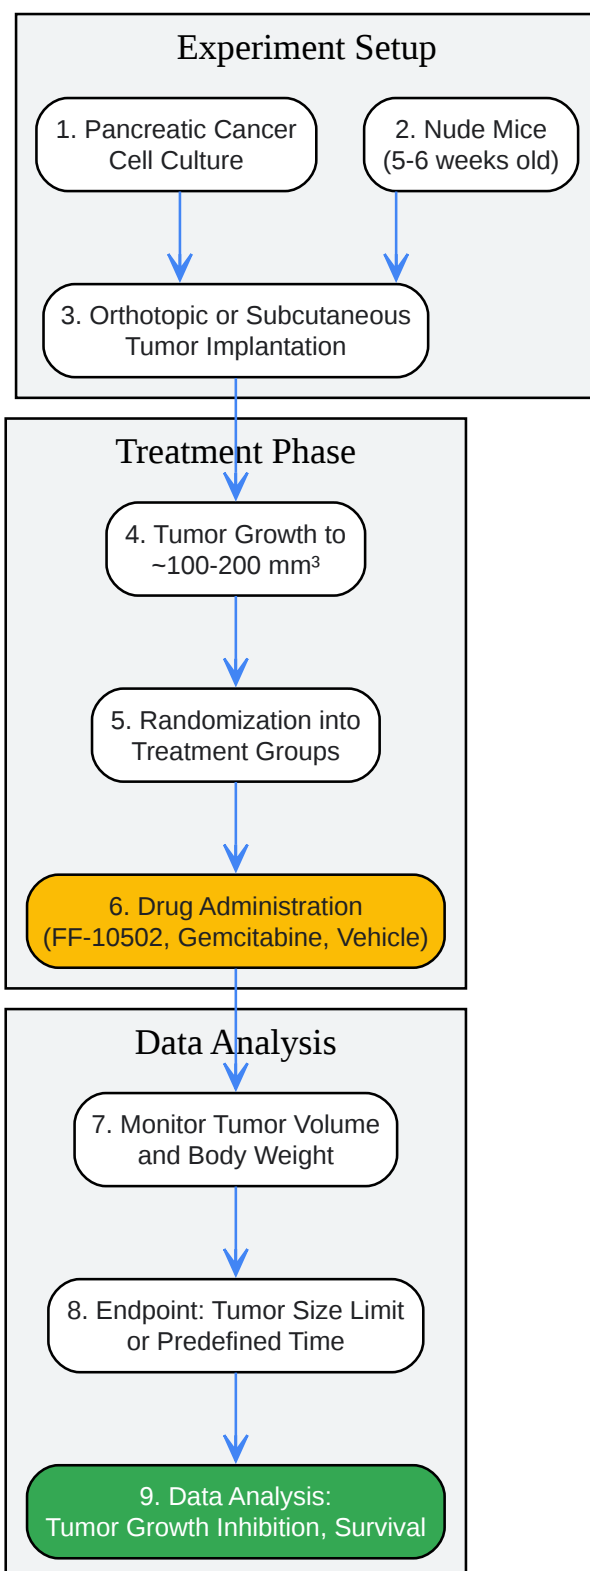 Experiment Setup
1. Pancreatic Cancer
Cell Culture
2. Nude Mice
(5-6 weeks old)
3. Orthotopic or Subcutaneous
Tumor Implantation
Treatment Phase
4. Tumor Growth to
~100-200 mm³
5. Randomization into
Treatment Groups
6. Drug Administration
(FF-10502, Gemcitabine, Vehicle)
Data Analysis
7. Monitor Tumor Volume
and Body Weight
8. Endpoint: Tumor Size Limit
or Predefined Time
9. Data Analysis:
Tumor Growth Inhibition, Survival